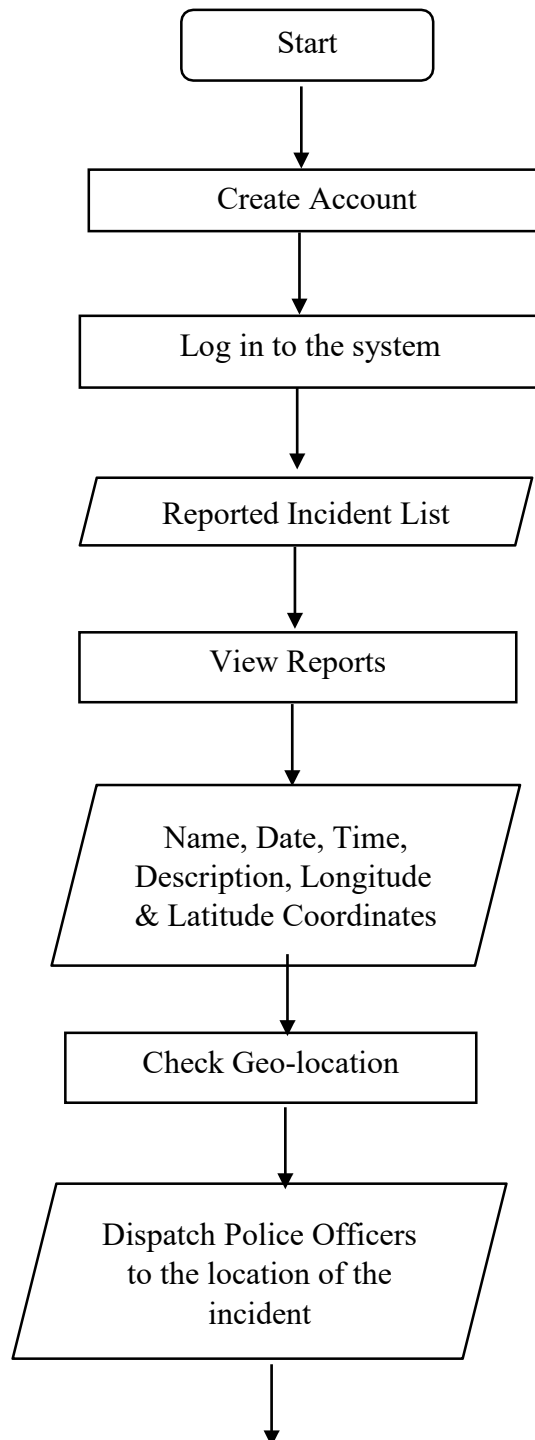 Start
Create Account
Log in to the system
Reported Incident List
View Reports
Name, Date, Time,
Description, Longitude
& Latitude Coordinates
Check Geo-location
Dispatch Police Officers
to the location of the
incident